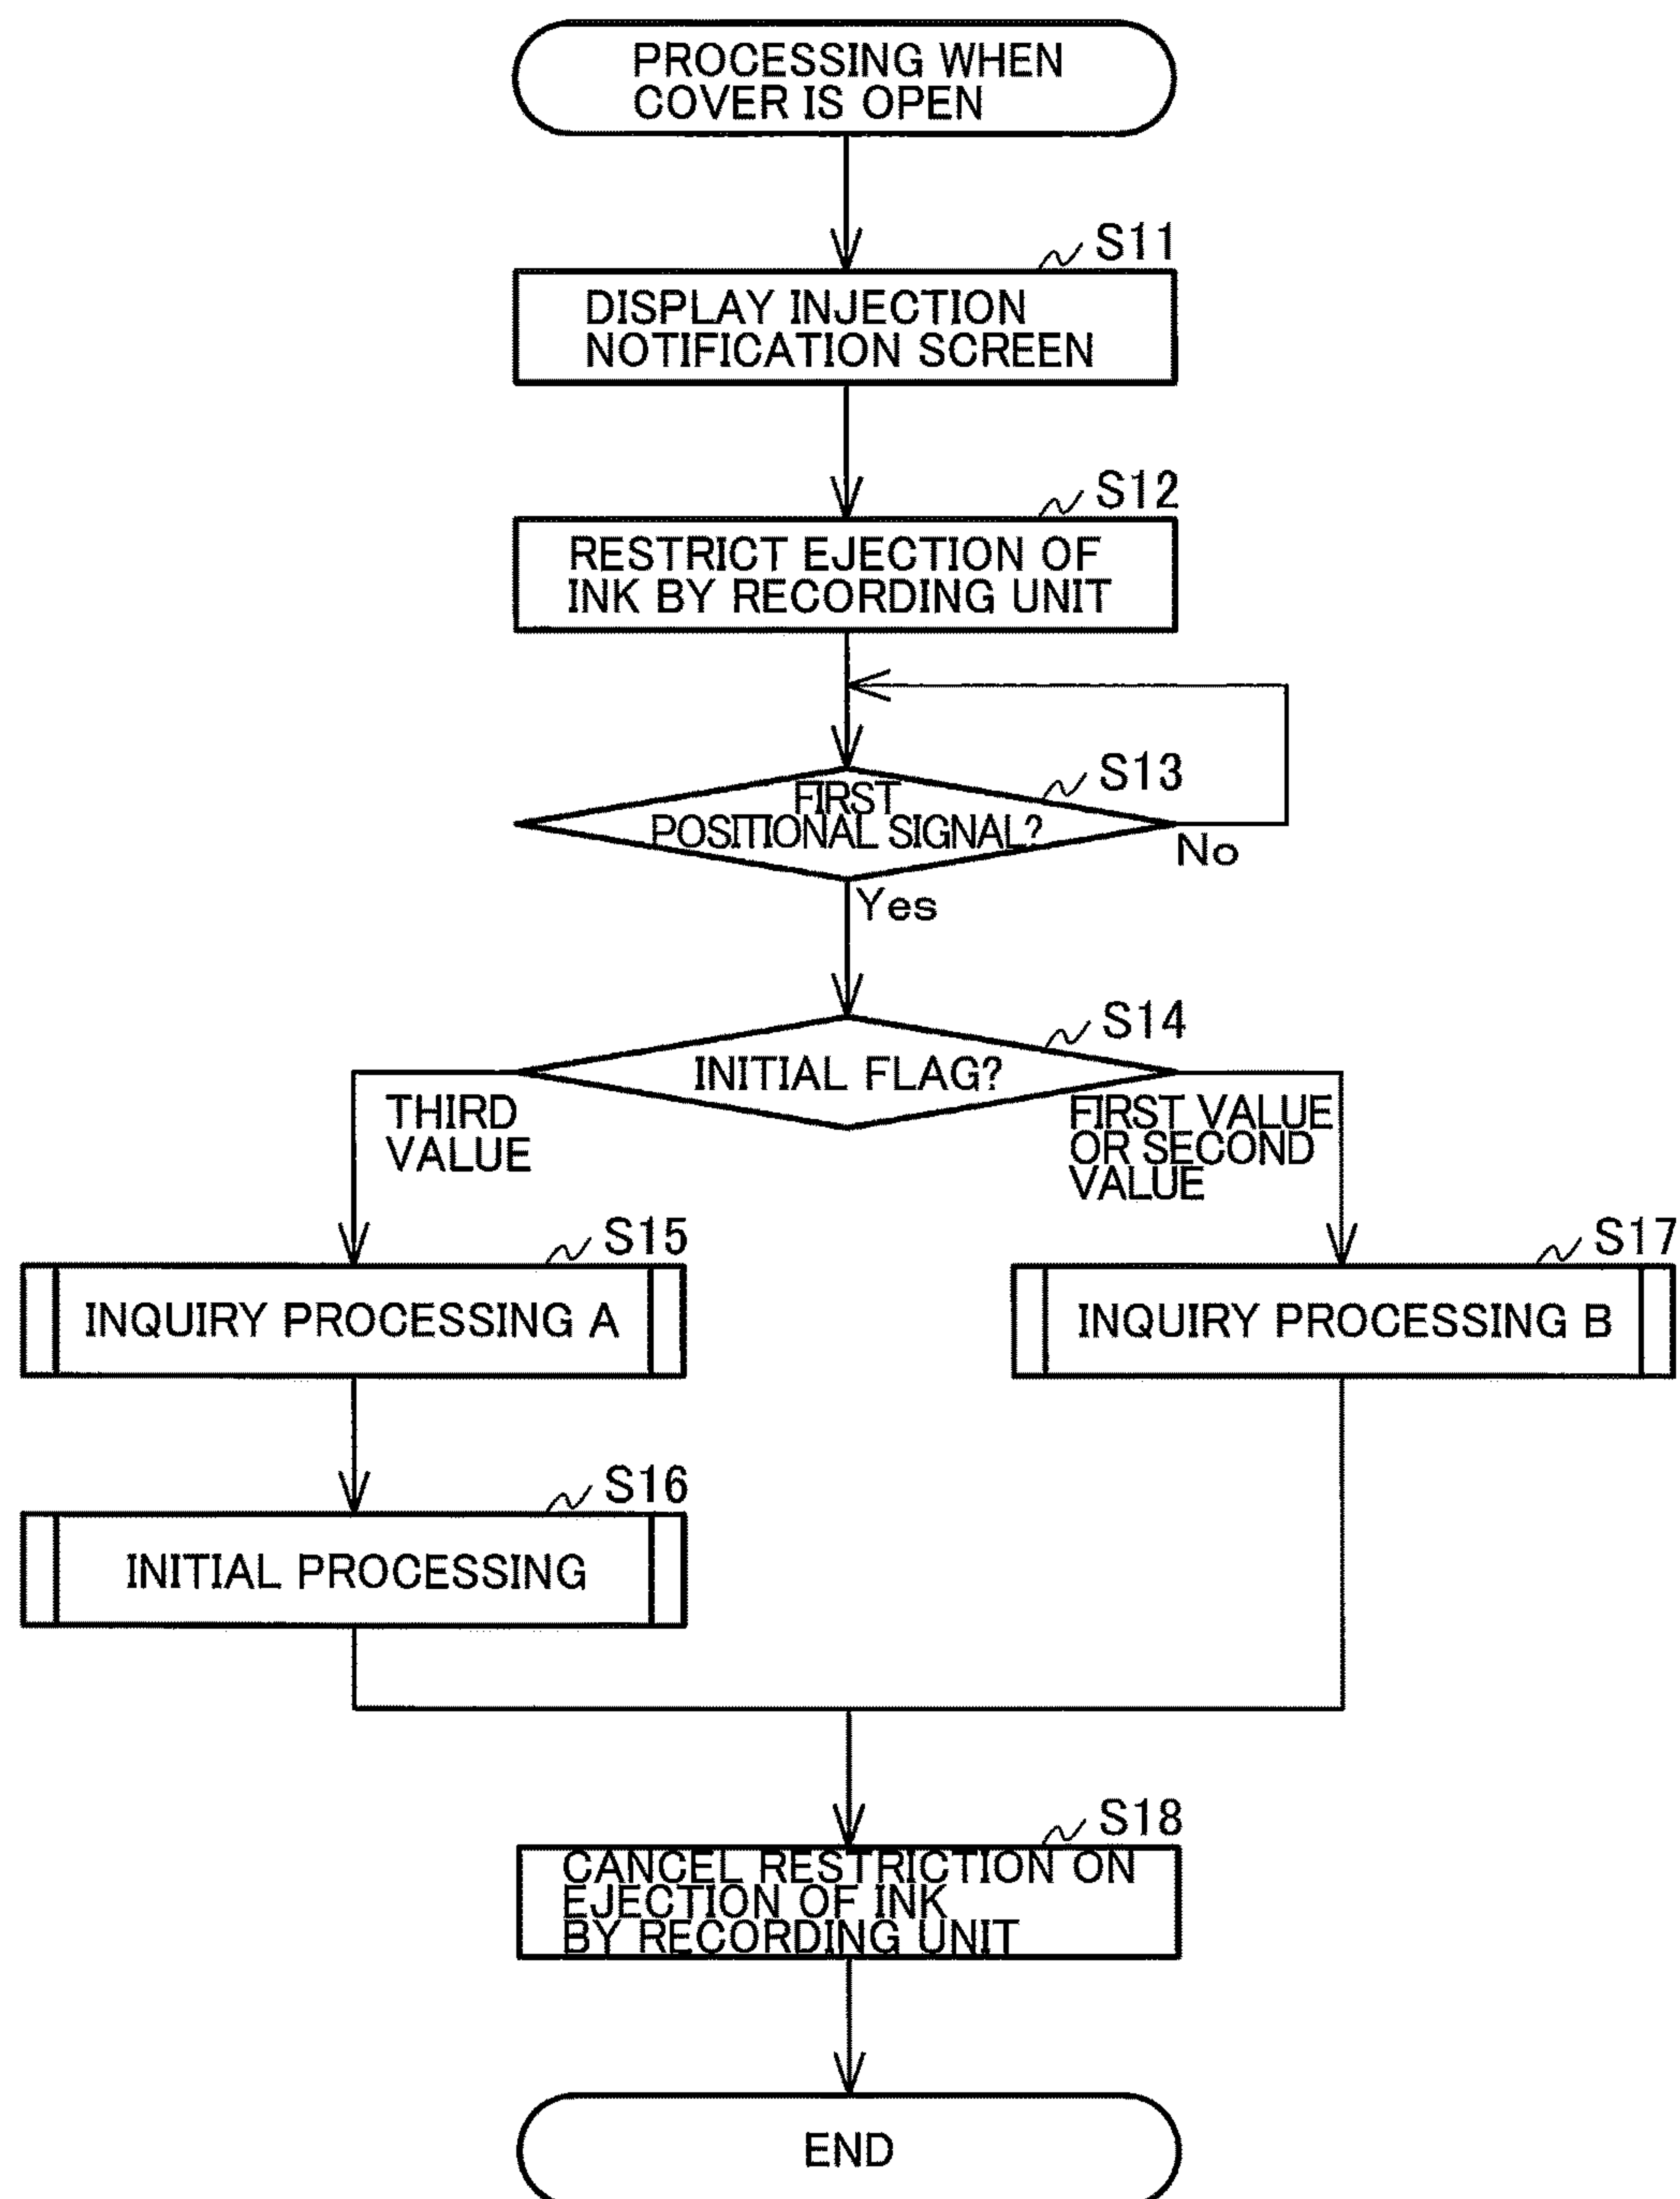 PROCESSING WHEN
COVER IS OPEN
S11
DISPLAY INJECTION
NOTIFICATION SCREEN
S12
RESTRICT EJECTION OF
INK BY RECORDING UNIT
S13
FIRST
POSITIONAL SIGNAL?
No
Yes
S14
INITIAL FLAG?
THIRD
VALUE
FIRST VALUE
OR SECOND
VALUE
S15
INQUIRY PROCESSING A
S17
INQUIRY PROCESSING B
S16
INITIAL PROCESSING
S18
CANCEL RESTRICTION ON
EJECTION OF INK
BY RECORDING UNIT
END